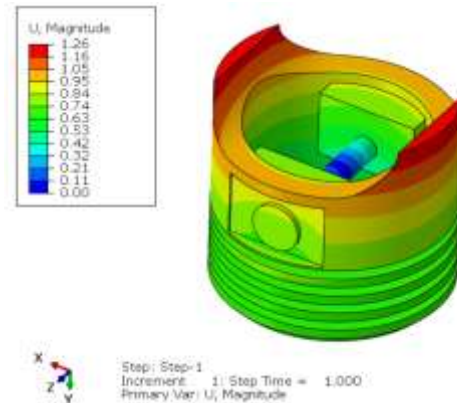 U, Magnitude
1.26
1.16
1.05
0.95
0.84
0.74
0.63
0.53
0.42
0.32
0.21
0.11
0.00
X
Z
Y
Step: Step-1
Increment 1: Step Time = 1.000
Primary Var: U, Magnitude